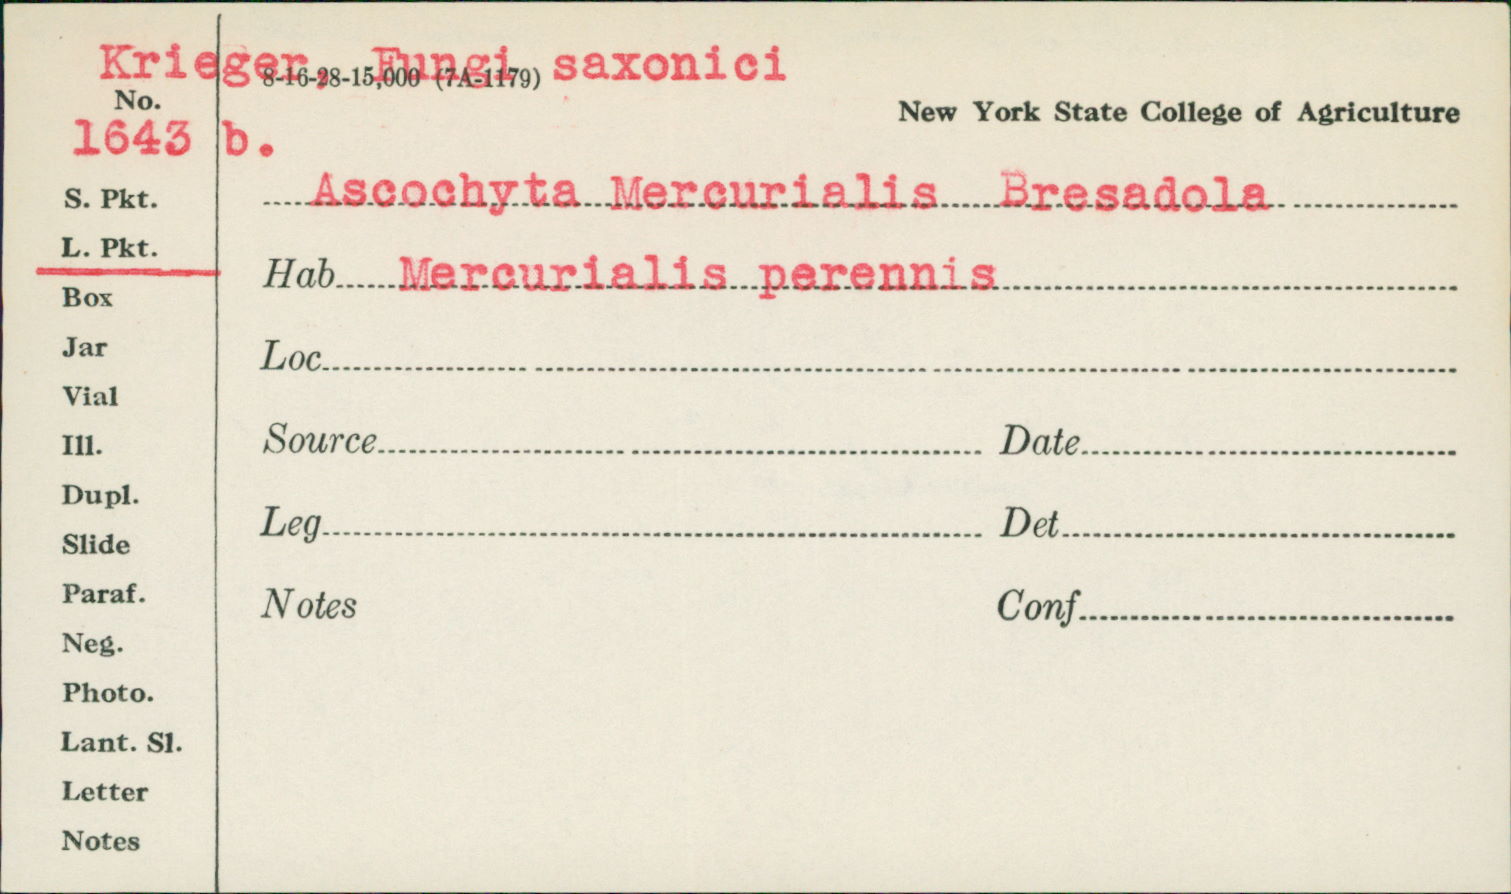 Krieger, Fungi saxonici
8-16-28-15,000 (7A-1179)
No.
New York State College of Agriculture
1643 b.
S. Pkt.
Ascochyta Mercurialis Bresadola
L. Pkt.
Hab. Mercurialis perennis
Box
Jar
Loc.
Vial
Ill.
Source
Date
Dupl.
Slide
Leg.
Det.
Paraf.
Notes
Conf.
Neg.
Photo.
Lant. Sl.
Letter
Notes